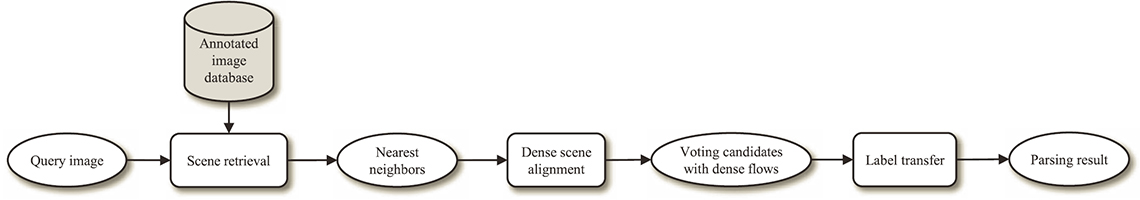 Annotated
image
database
Query image
Scene retrieval
Nearest
neighbors
Dense scene
alignment
Voting candidates
with dense flows
Label transfer
Parsing result